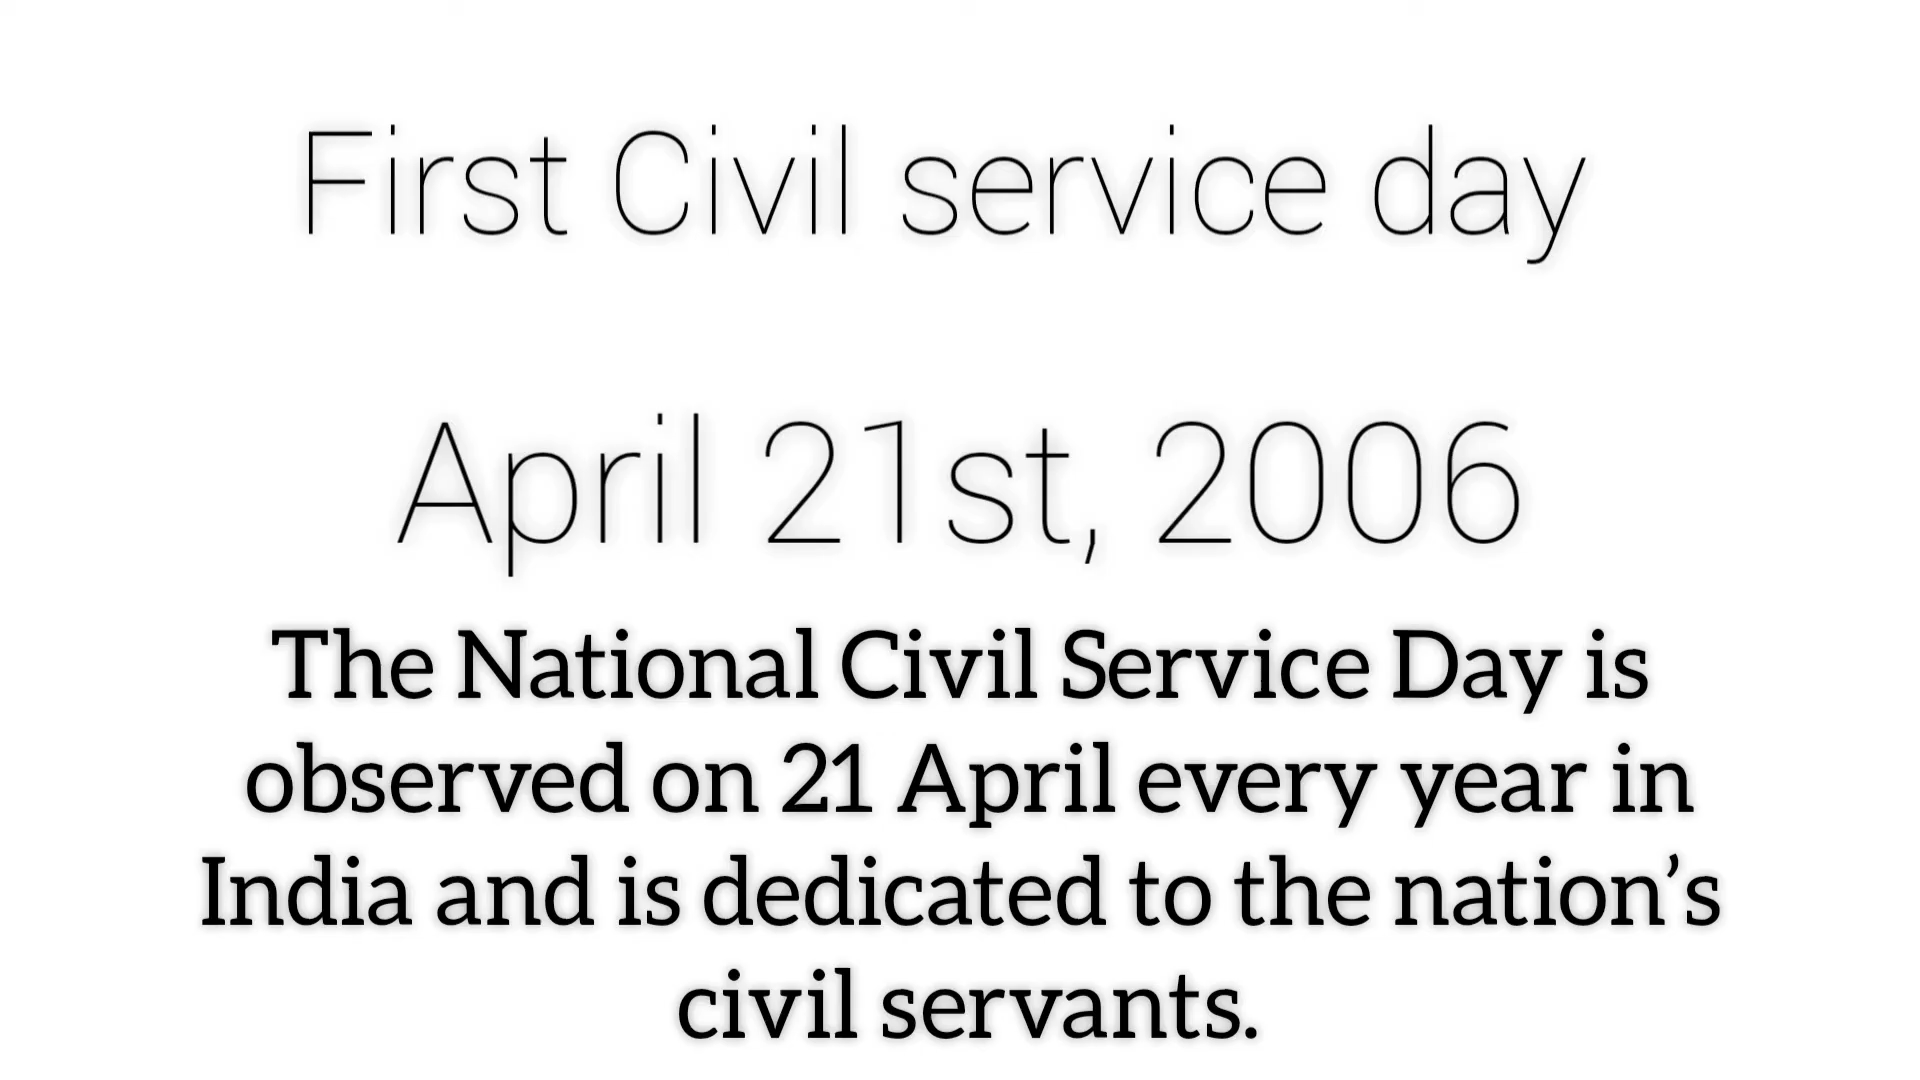 First Civil service day
April 21st, 2006
The National Civil Service Day is
observed on 21 April every year in
India and is dedicated to the nation’s
civil servants.